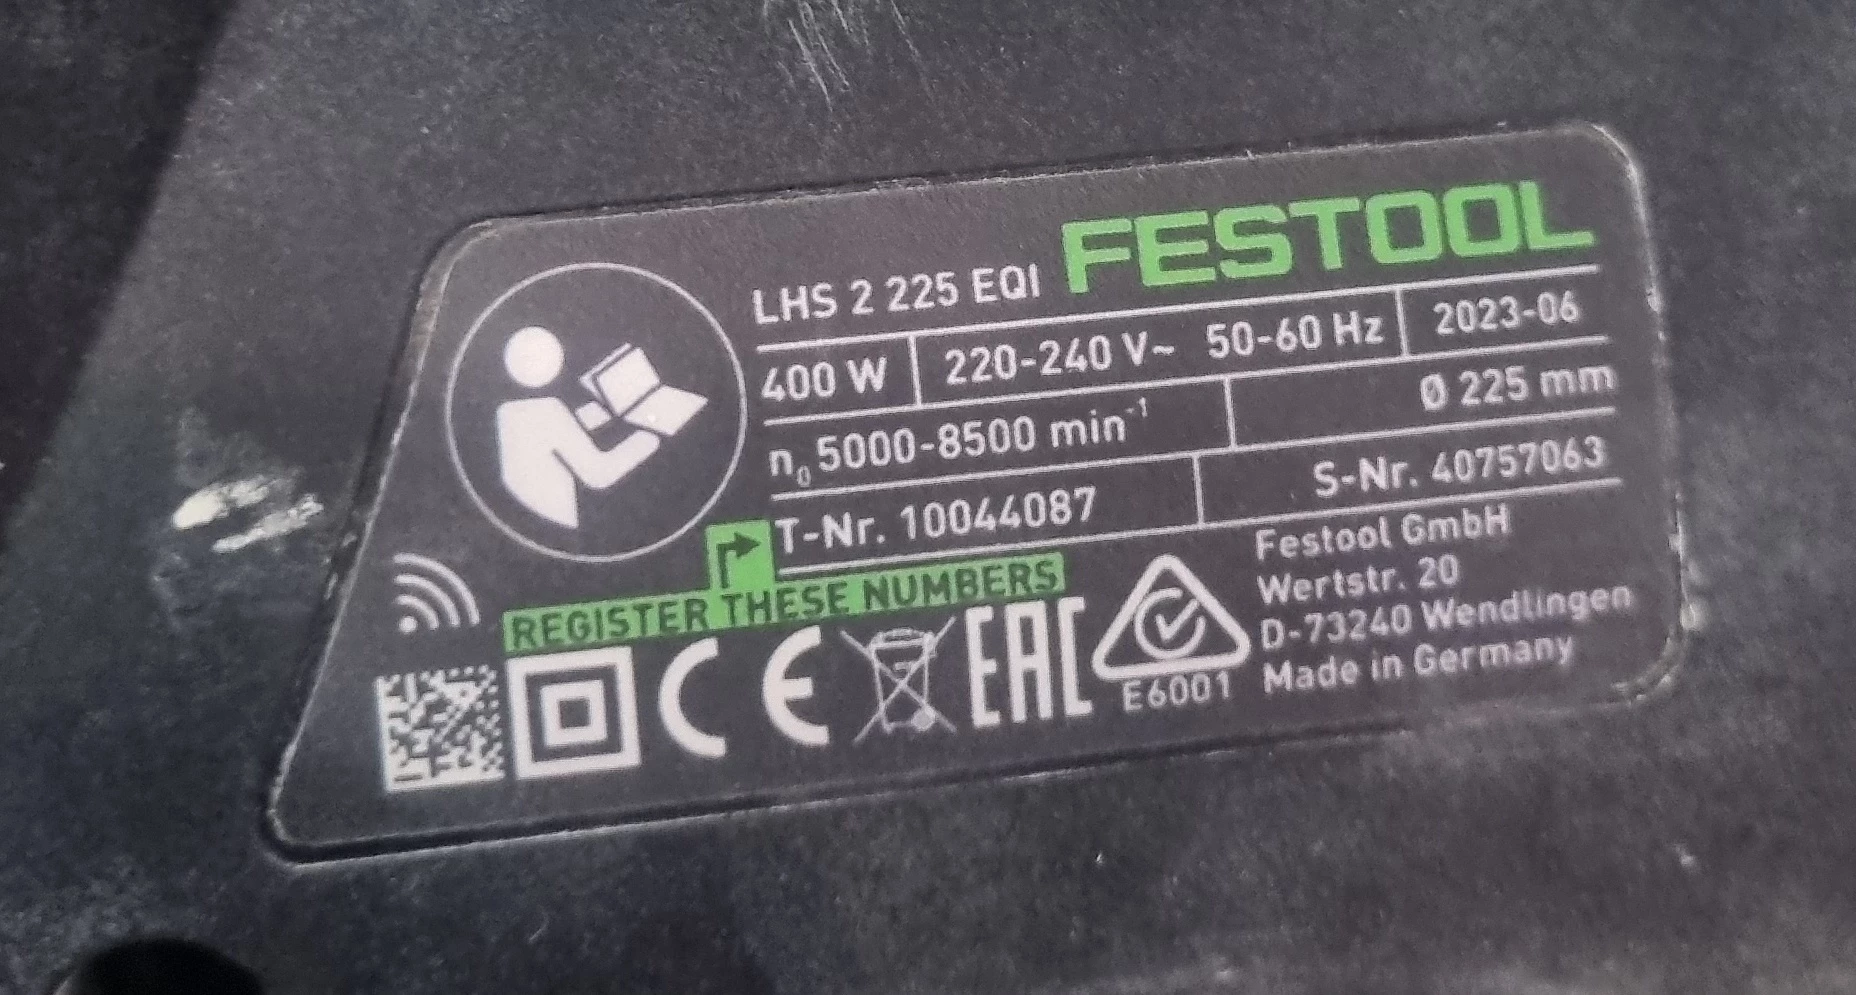 LHS 2 225 EQI FESTOOL
400 W 220-240 V~ 50-60 Hz 2023-06
n₀ 5000-8500 min⁻¹ Ø 225 mm
T-Nr. 10044087 S-Nr. 40757063
REGISTER THESE NUMBERS
CE EAC E6001
Festool GmbH
Wertstr. 20
D-73240 Wendlingen
Made in Germany